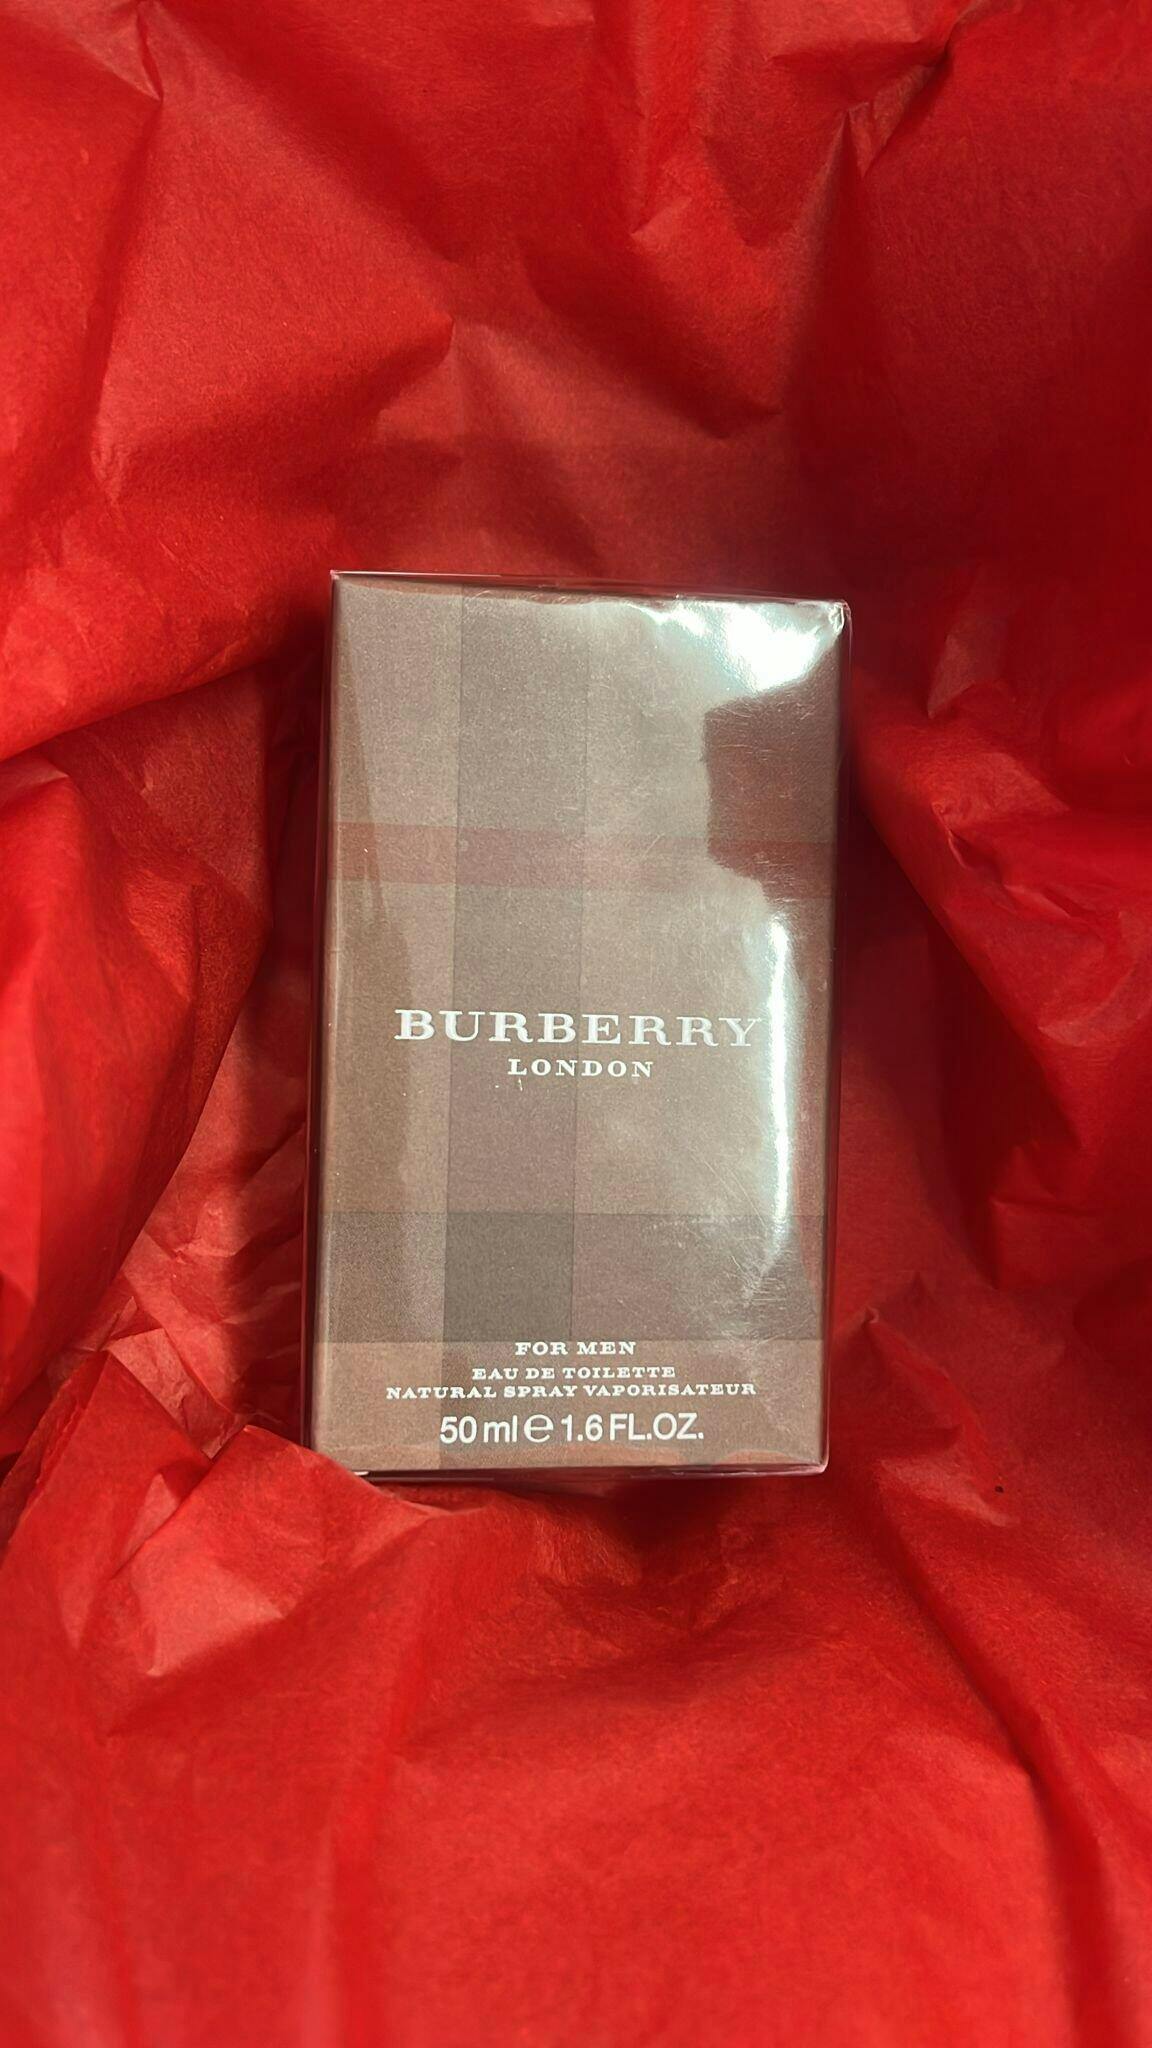 BURBERRY
LONDON
FOR MEN
EAU DE TOILETTE
NATURAL SPRAY VAPORISATEUR
50 ml ℮ 1.6 FL.OZ.